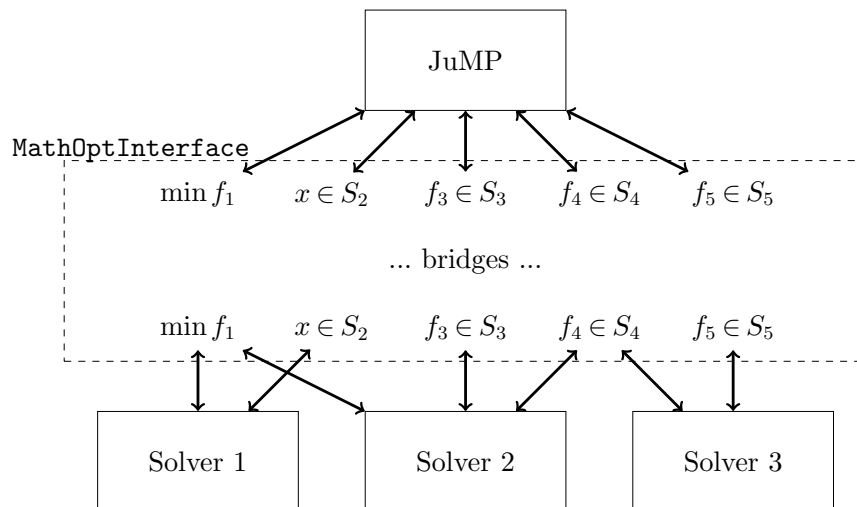 JuMP
MathOptInterface
min f₁ x ∈ S₂ f₃ ∈ S₃ f₄ ∈ S₄ f₅ ∈ S₅
... bridges ...
min f₁ x ∈ S₂ f₃ ∈ S₃ f₄ ∈ S₄ f₅ ∈ S₅
Solver 1 Solver 2 Solver 3